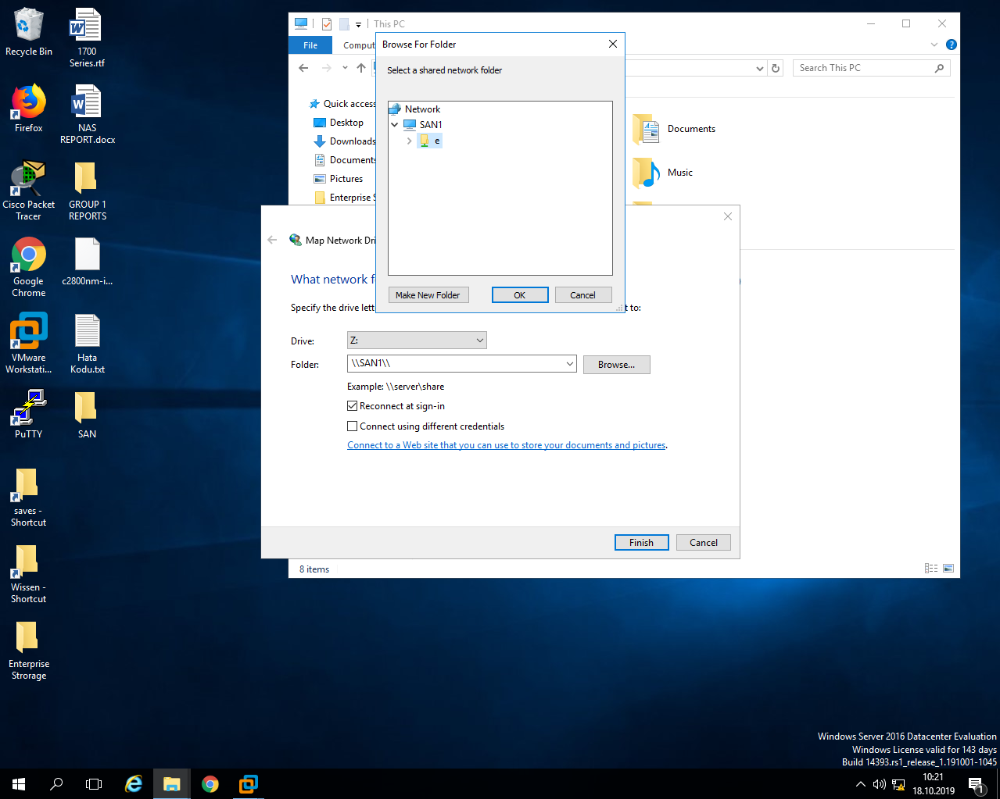 Recycle Bin
1700
Series.rtf
Firefox
NAS
REPORT.docx
Cisco Packet
Tracer
GROUP 1
REPORTS
Google
Chrome
c2800nm-i...
VMware
Workstati...
Hata
Kodu.txt
PuTTY
SAN
saves -
Shortcut
Wissen -
Shortcut
Enterprise
Strorage
This PC
File
Comput
Search This PC
Quick access
Desktop
Downloads
Documents
Pictures
Enterprise S
Documents
Music
8 items
Browse For Folder
Select a shared network folder
Network
SAN1
e
Make New Folder
OK
Cancel
Map Network Dri
What network f
Specify the drive lett
t to:
Drive:
Z:
Folder:
\\SAN1\\
Browse...
Example: \\server\share
Reconnect at sign-in
Connect using different credentials
Connect to a Web site that you can use to store your documents and pictures.
Finish
Cancel
Windows Server 2016 Datacenter Evaluation
Windows License valid for 143 days
Build 14393.rs1_release_1.191001-1045
10:21
18.10.2019
1